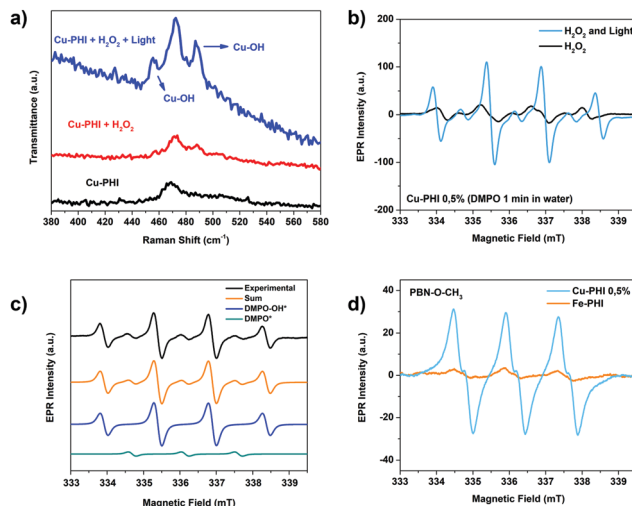 a)
Cu-PHI + H2O2 + Light
Cu-OH
Cu-OH
Cu-PHI + H2O2
Cu-PHI
Transmittance (a.u.)
380 400 420 440 460 480 500 520 540 560 580
Raman Shift (cm-1)
b)
H2O2 and Light
H2O2
200
100
0
-100
-200
EPR Intensity (a.u.)
Cu-PHI 0,5% (DMPO 1 min in water)
333 334 335 336 337 338 339
Magnetic Field (mT)
c)
Experimental
Sum
DMPO-OH*
DMPO*
EPR Intensity (a.u.)
333 334 335 336 337 338 339
Magnetic Field (mT)
d)
PBN-O-CH3
Cu-PHI 0,5%
Fe-PHI
40
20
0
-20
-40
EPR Intensity (a.u.)
333 334 335 336 337 338 339
Magnetic Field (mT)